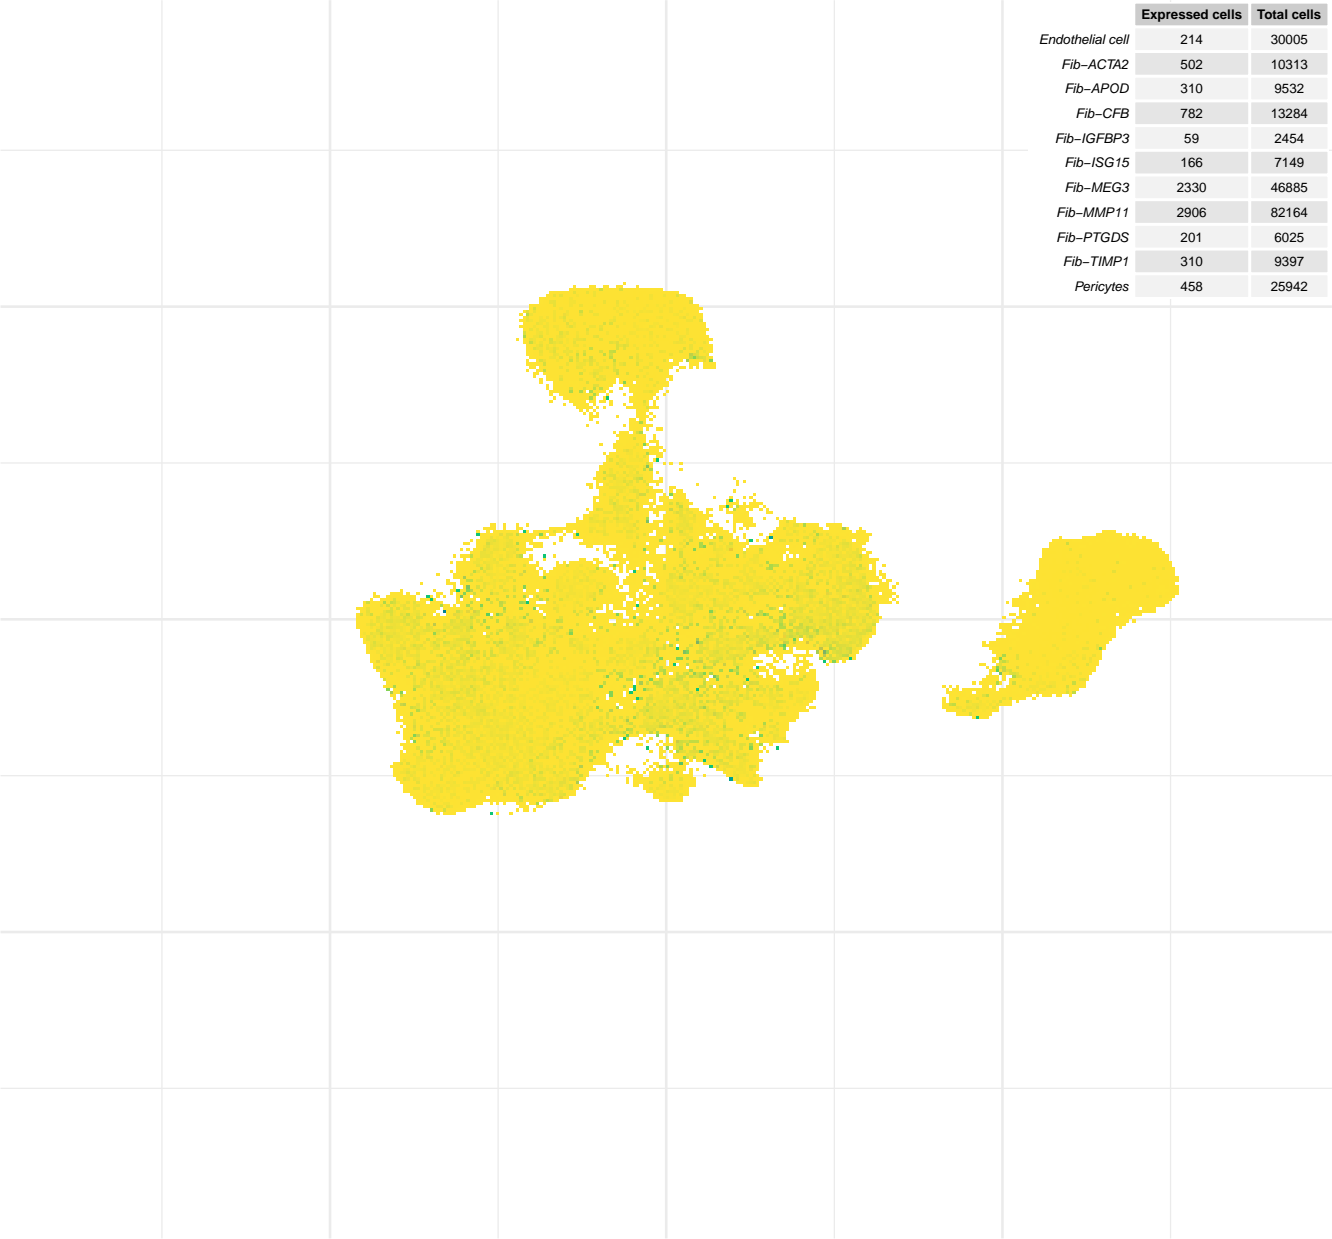 Expressed cells Total cells
Endothelial cell 214 30005
Fib−ACTA2 502 10313
Fib−APOD 310 9532
Fib−CFB 782 13284
Fib−IGFBP3 59 2454
Fib−ISG15 166 7149
Fib−MEG3 2330 46885
Fib−MMP11 2906 82164
Fib−PTGDS 201 6025
Fib−TIMP1 310 9397
Pericytes 458 25942